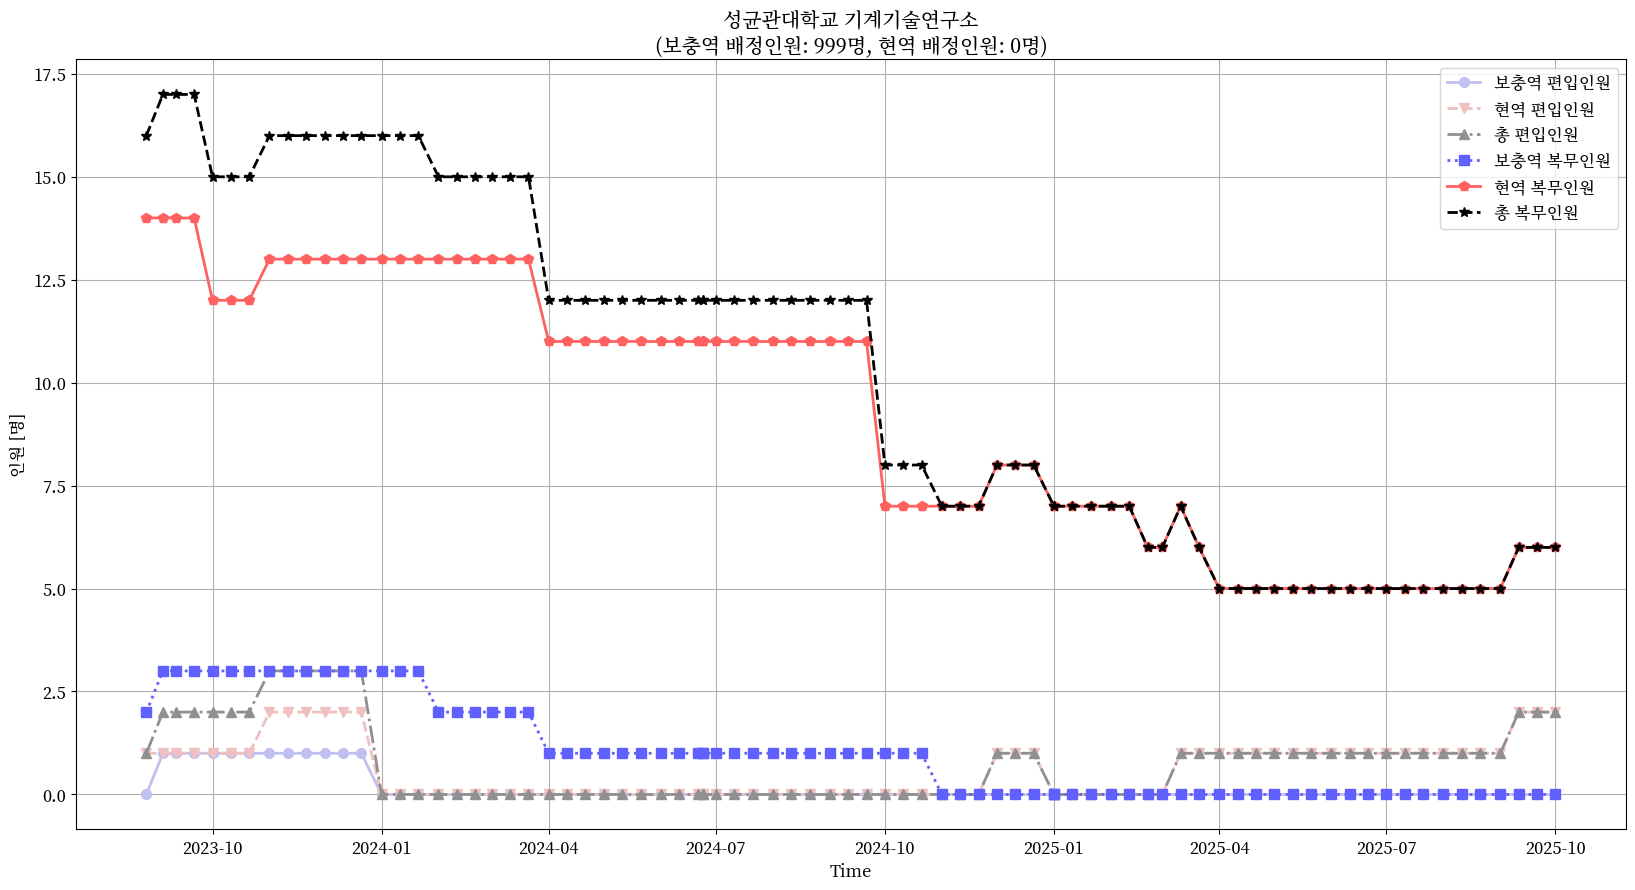 성균관대학교 기계기술연구소
(보충역 배정인원: 999명, 현역 배정인원: 0명)
17.5
15.0
12.5
10.0
7.5
5.0
2.5
0.0
인원 [명]
보충역 편입인원
현역 편입인원
총 편입인원
보충역 복무인원
현역 복무인원
총 복무인원
2023-10
2024-01
2024-04
2024-07
2024-10
2025-01
2025-04
2025-07
2025-10
Time